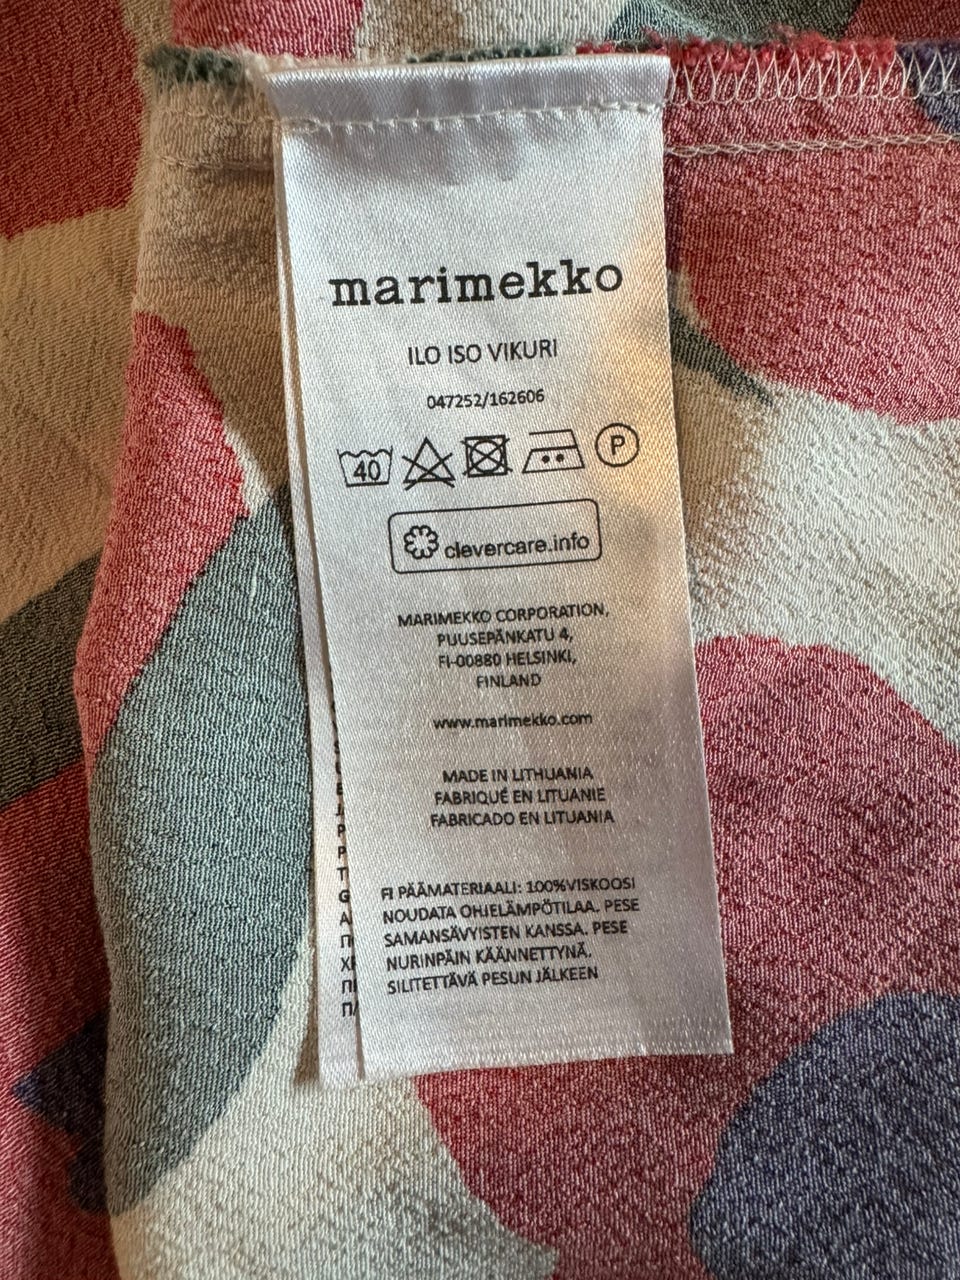 marimekko
ILO ISO VIKURI
047252/162606
40 P
clevercare.info
MARIMEKKO CORPORATION,
PUUSEPÄNKATU 4,
FI-00880 HELSINKI,
FINLAND
www.marimekko.com
MADE IN LITHUANIA
FABRIQUÉ EN LITUANIE
FABRICADO EN LITUANIA
FI PÄÄMATERIAALI: 100%VISKOOSI
NOUDATA OHJELÄMPÖTILAA. PESE
SAMANSÄVYISTEN KANSSA. PESE
NURINPÄIN KÄÄNNETTYNÄ.
SILITETTÄVÄ PESUN JÄLKEEN